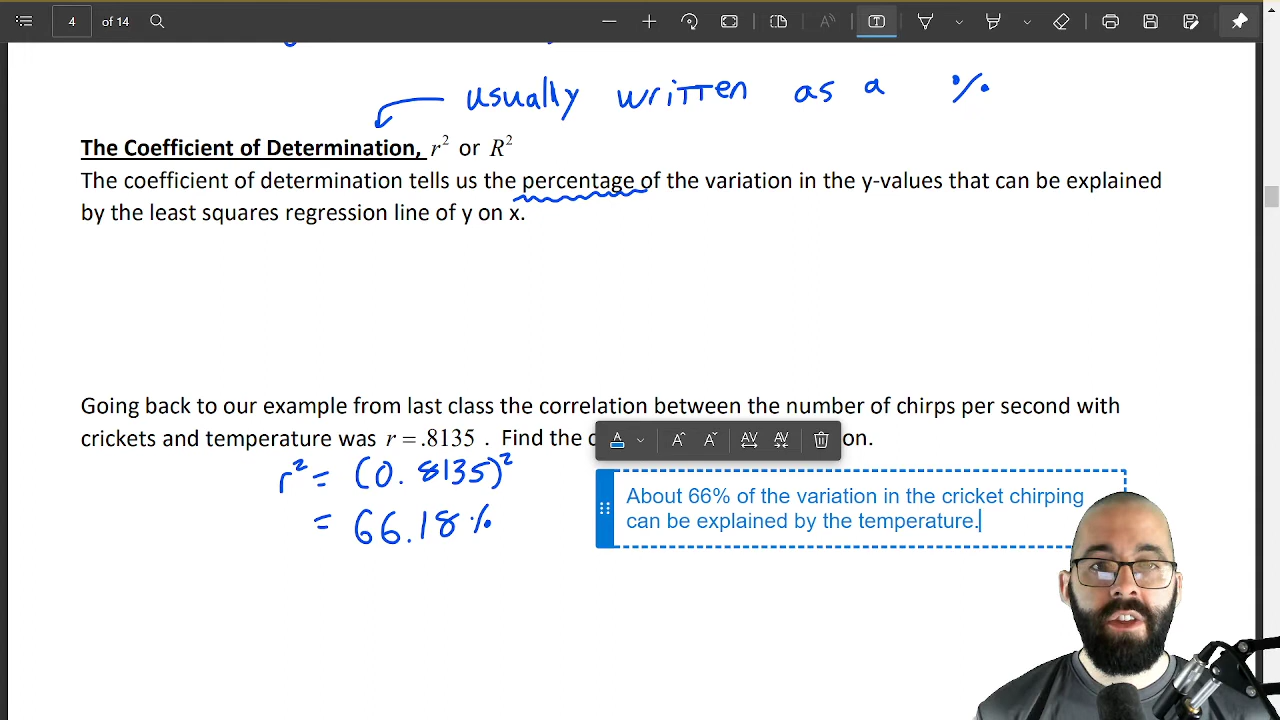 4 of 14
usually written as a %
The Coefficient of Determination, r² or R²
The coefficient of determination tells us the percentage of the variation in the y-values that can be explained
by the least squares regression line of y on x.
Going back to our example from last class the correlation between the number of chirps per second with
crickets and temperature was r = .8135 . Find the c on.
r² = (0.8135)²
= 66.18%
A AV AV
About 66% of the variation in the cricket chirping
can be explained by the temperature.